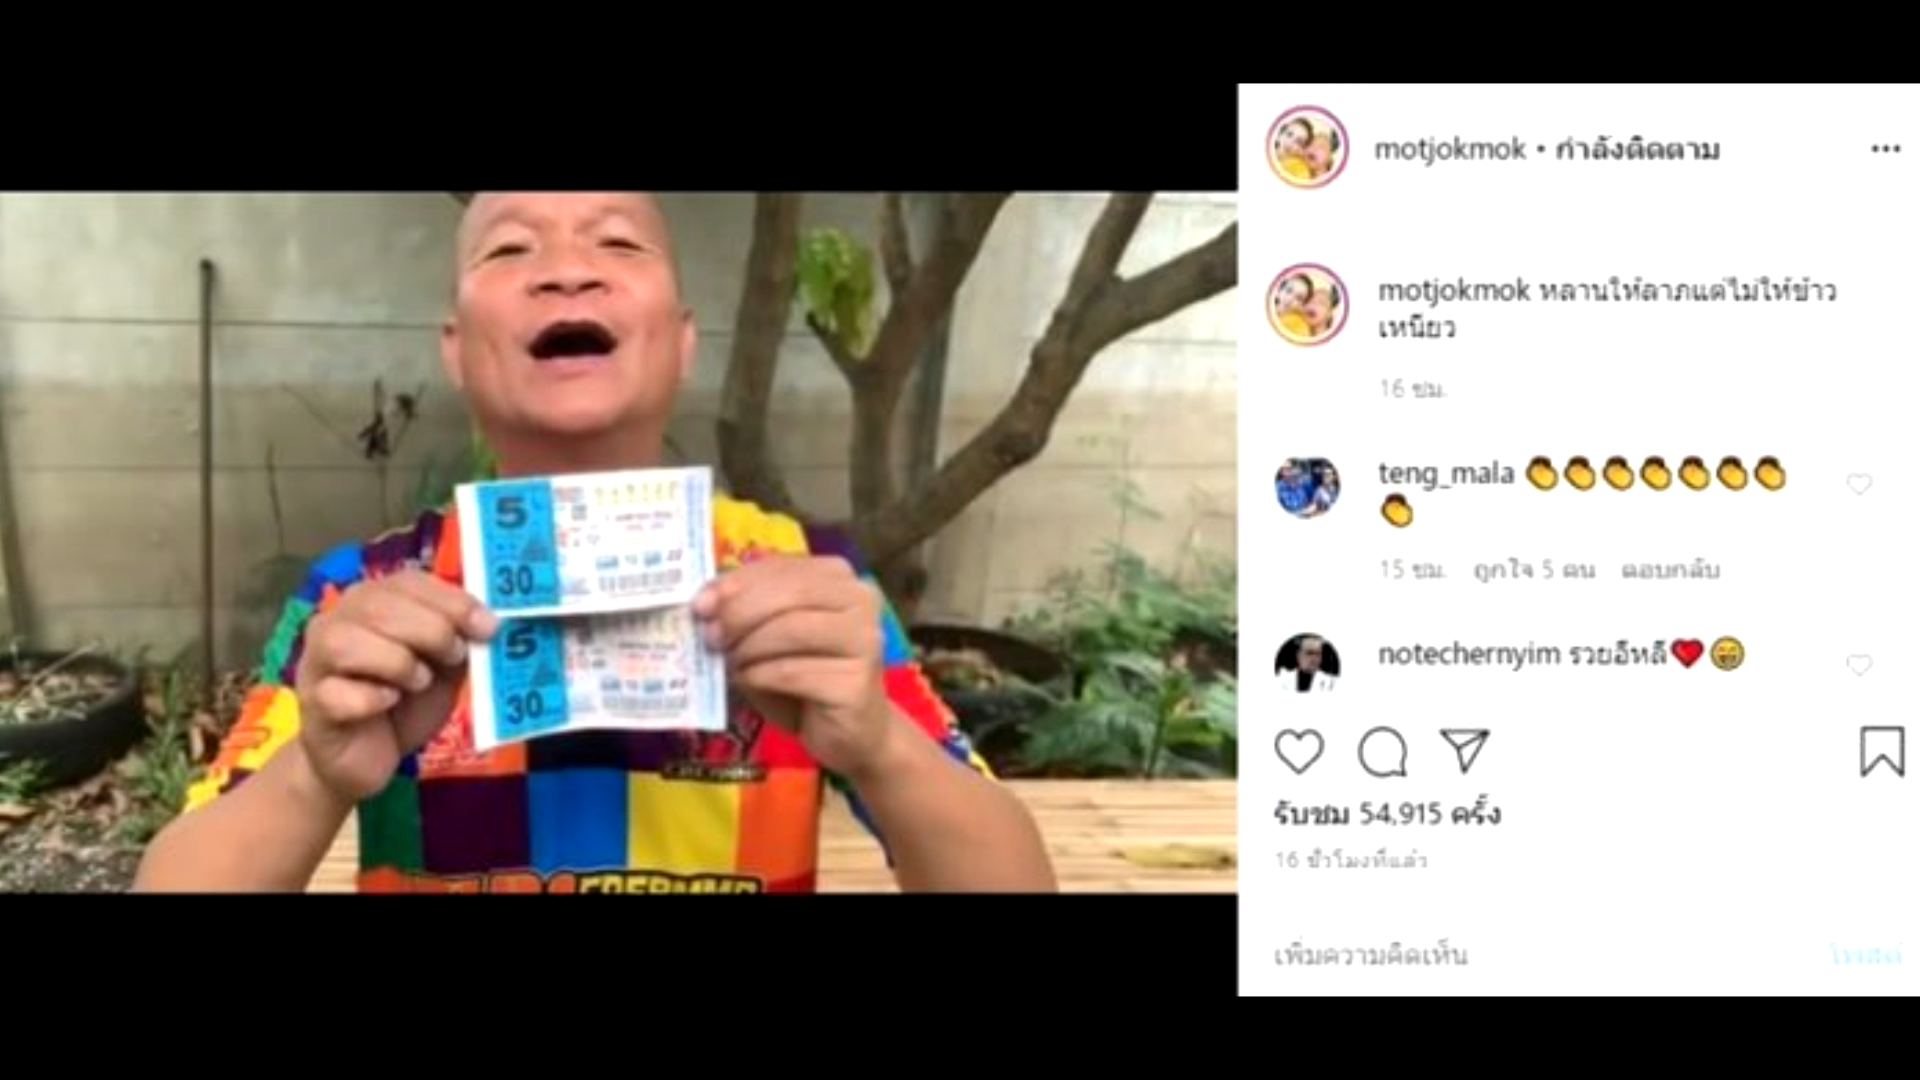 5
30
5
30
motjokmok • กำลังติดตาม
motjokmok หลานให้ลาภแต่ไม่ให้ข้าว
เหนียว
16 ชม.
teng_mala 👏👏👏👏👏👏👏
👏
15 ชม. ถูกใจ 5 คน ตอบกลับ
notechernyim รวยอีหลี❤️😄
รับชม 54,915 ครั้ง
16 ชั่วโมงที่แล้ว
เพิ่มความคิดเห็น
โพสต์